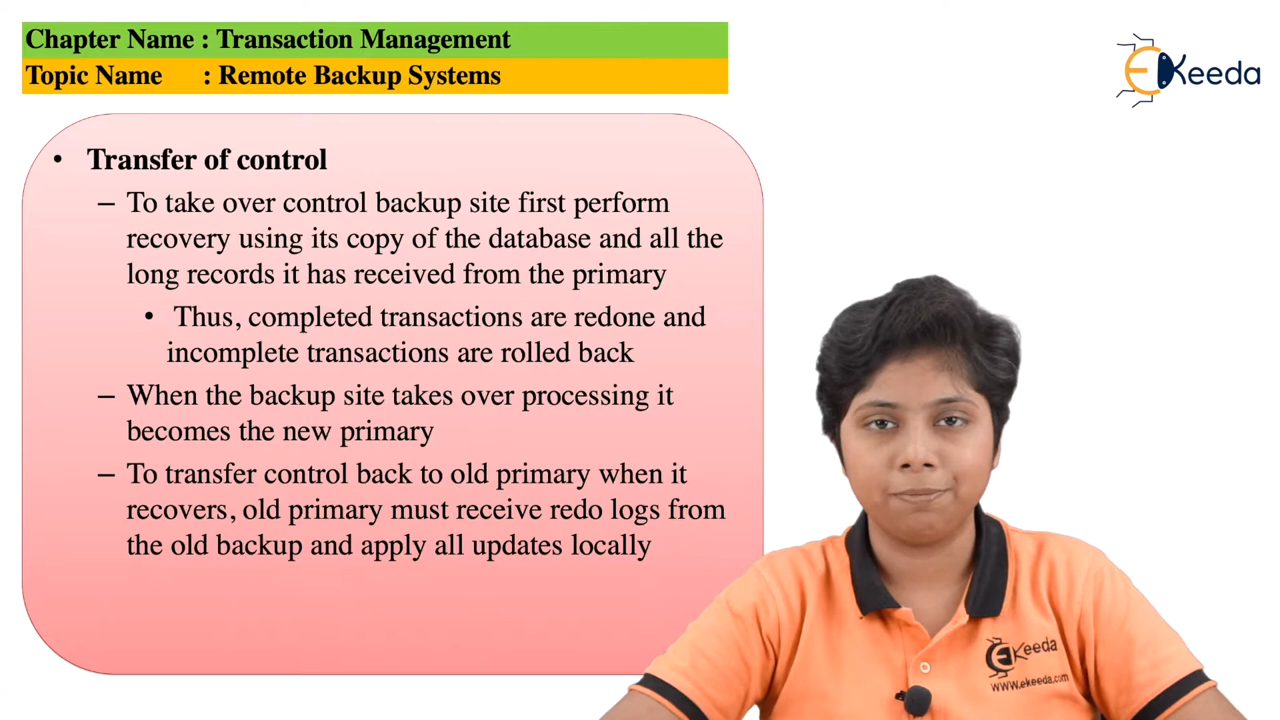 Chapter Name : Transaction Management
Topic Name : Remote Backup Systems
EKeeda
• Transfer of control
– To take over control backup site first perform
recovery using its copy of the database and all the
long records it has received from the primary
• Thus, completed transactions are redone and
incomplete transactions are rolled back
– When the backup site takes over processing it
becomes the new primary
– To transfer control back to old primary when it
recovers, old primary must receive redo logs from
the old backup and apply all updates locally
EKeeda
www.ekeeda.com